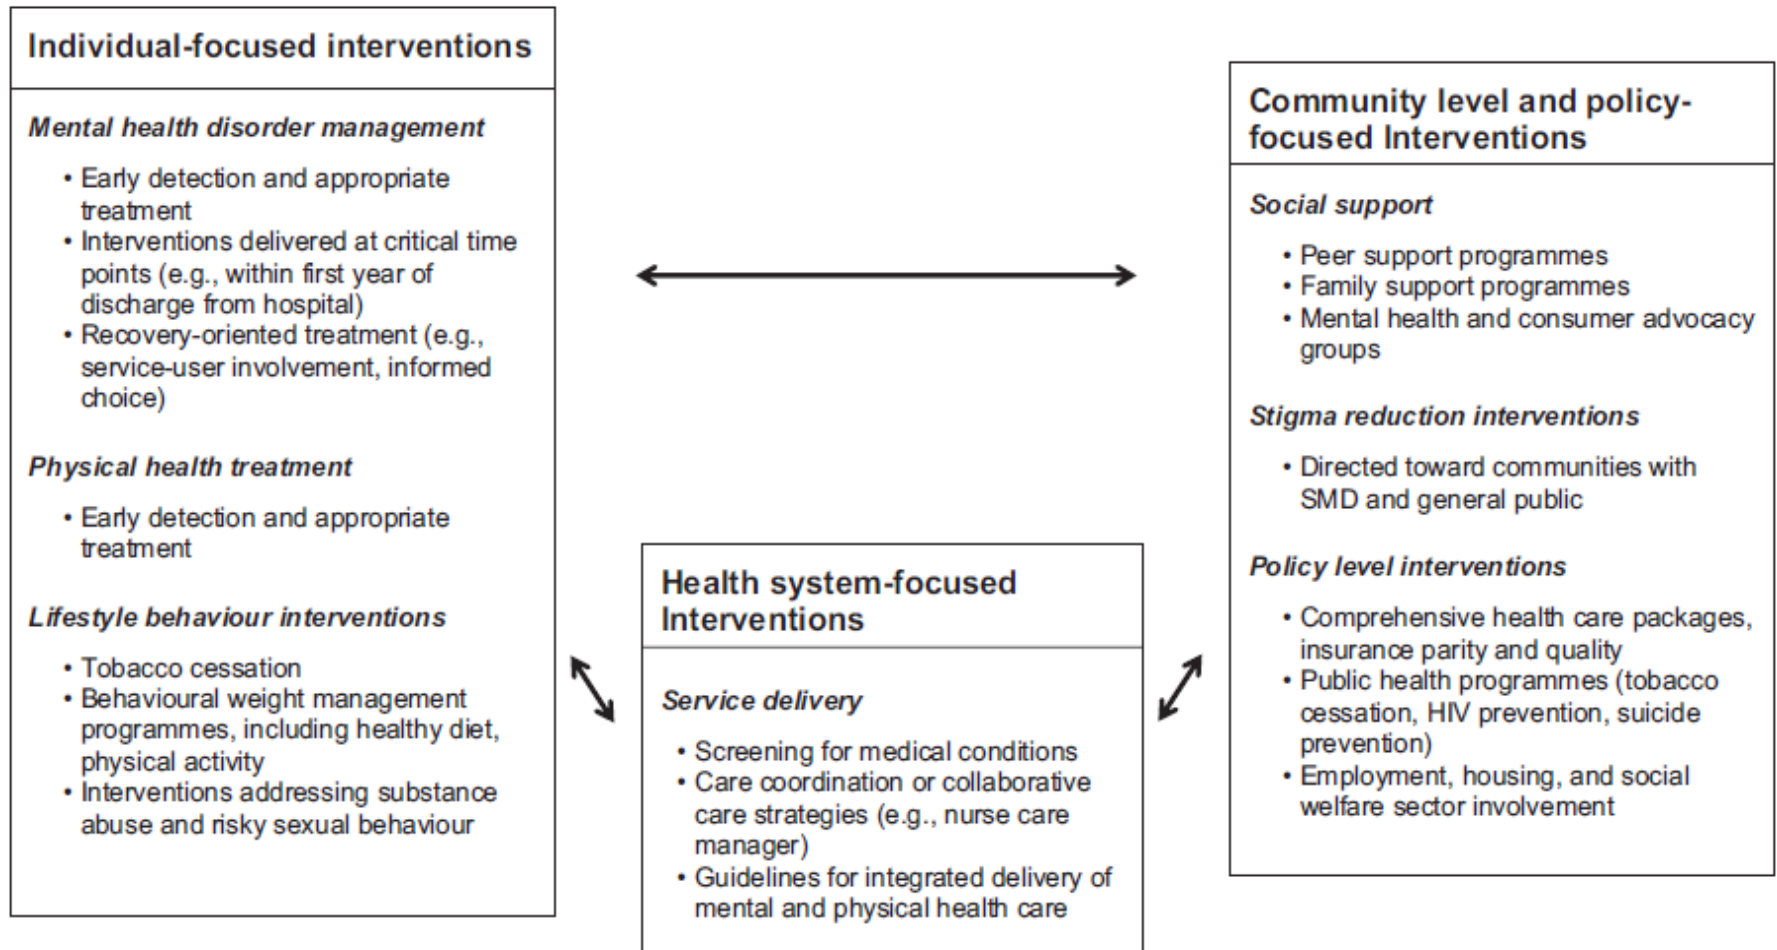 Individual-focused interventions
Mental health disorder management
• Early detection and appropriate
treatment
• Interventions delivered at critical time
points (e.g., within first year of
discharge from hospital)
• Recovery-oriented treatment (e.g.,
service-user involvement, informed
choice)
Physical health treatment
• Early detection and appropriate
treatment
Lifestyle behaviour interventions
• Tobacco cessation
• Behavioural weight management
programmes, including healthy diet,
physical activity
• Interventions addressing substance
abuse and risky sexual behaviour
Health system-focused
Interventions
Service delivery
• Screening for medical conditions
• Care coordination or collaborative
care strategies (e.g., nurse care
manager)
• Guidelines for integrated delivery of
mental and physical health care
Community level and policy-
focused Interventions
Social support
• Peer support programmes
• Family support programmes
• Mental health and consumer advocacy
groups
Stigma reduction interventions
• Directed toward communities with
SMD and general public
Policy level interventions
• Comprehensive health care packages,
insurance parity and quality
• Public health programmes (tobacco
cessation, HIV prevention, suicide
prevention)
• Employment, housing, and social
welfare sector involvement